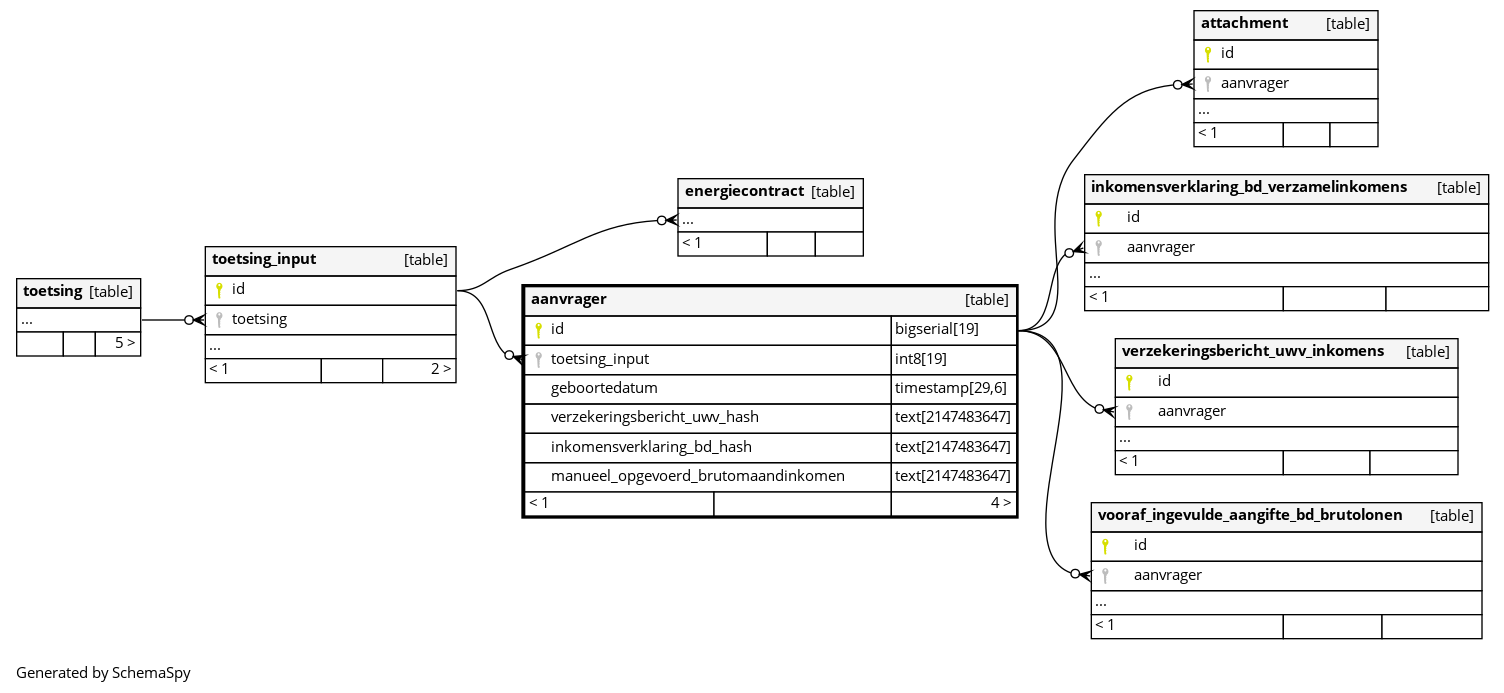 toetsing [table]
...
5 >
toetsing_input [table]
id
toetsing
...
< 1 2 >
energiecontract [table]
...
< 1
aanvrager [table]
id bigserial[19]
toetsing_input int8[19]
geboortedatum timestamp[29,6]
verzekeringsbericht_uwv_hash text[2147483647]
inkomensverklaring_bd_hash text[2147483647]
manueel_opgevoerd_brutomaandinkomen text[2147483647]
< 1 4 >
attachment [table]
id
aanvrager
...
< 1
inkomensverklaring_bd_verzamelinkomens [table]
id
aanvrager
...
< 1
verzekeringsbericht_uwv_inkomens [table]
id
aanvrager
...
< 1
vooraf_ingevulde_aangifte_bd_brutolonen [table]
id
aanvrager
...
< 1
Generated by SchemaSpy